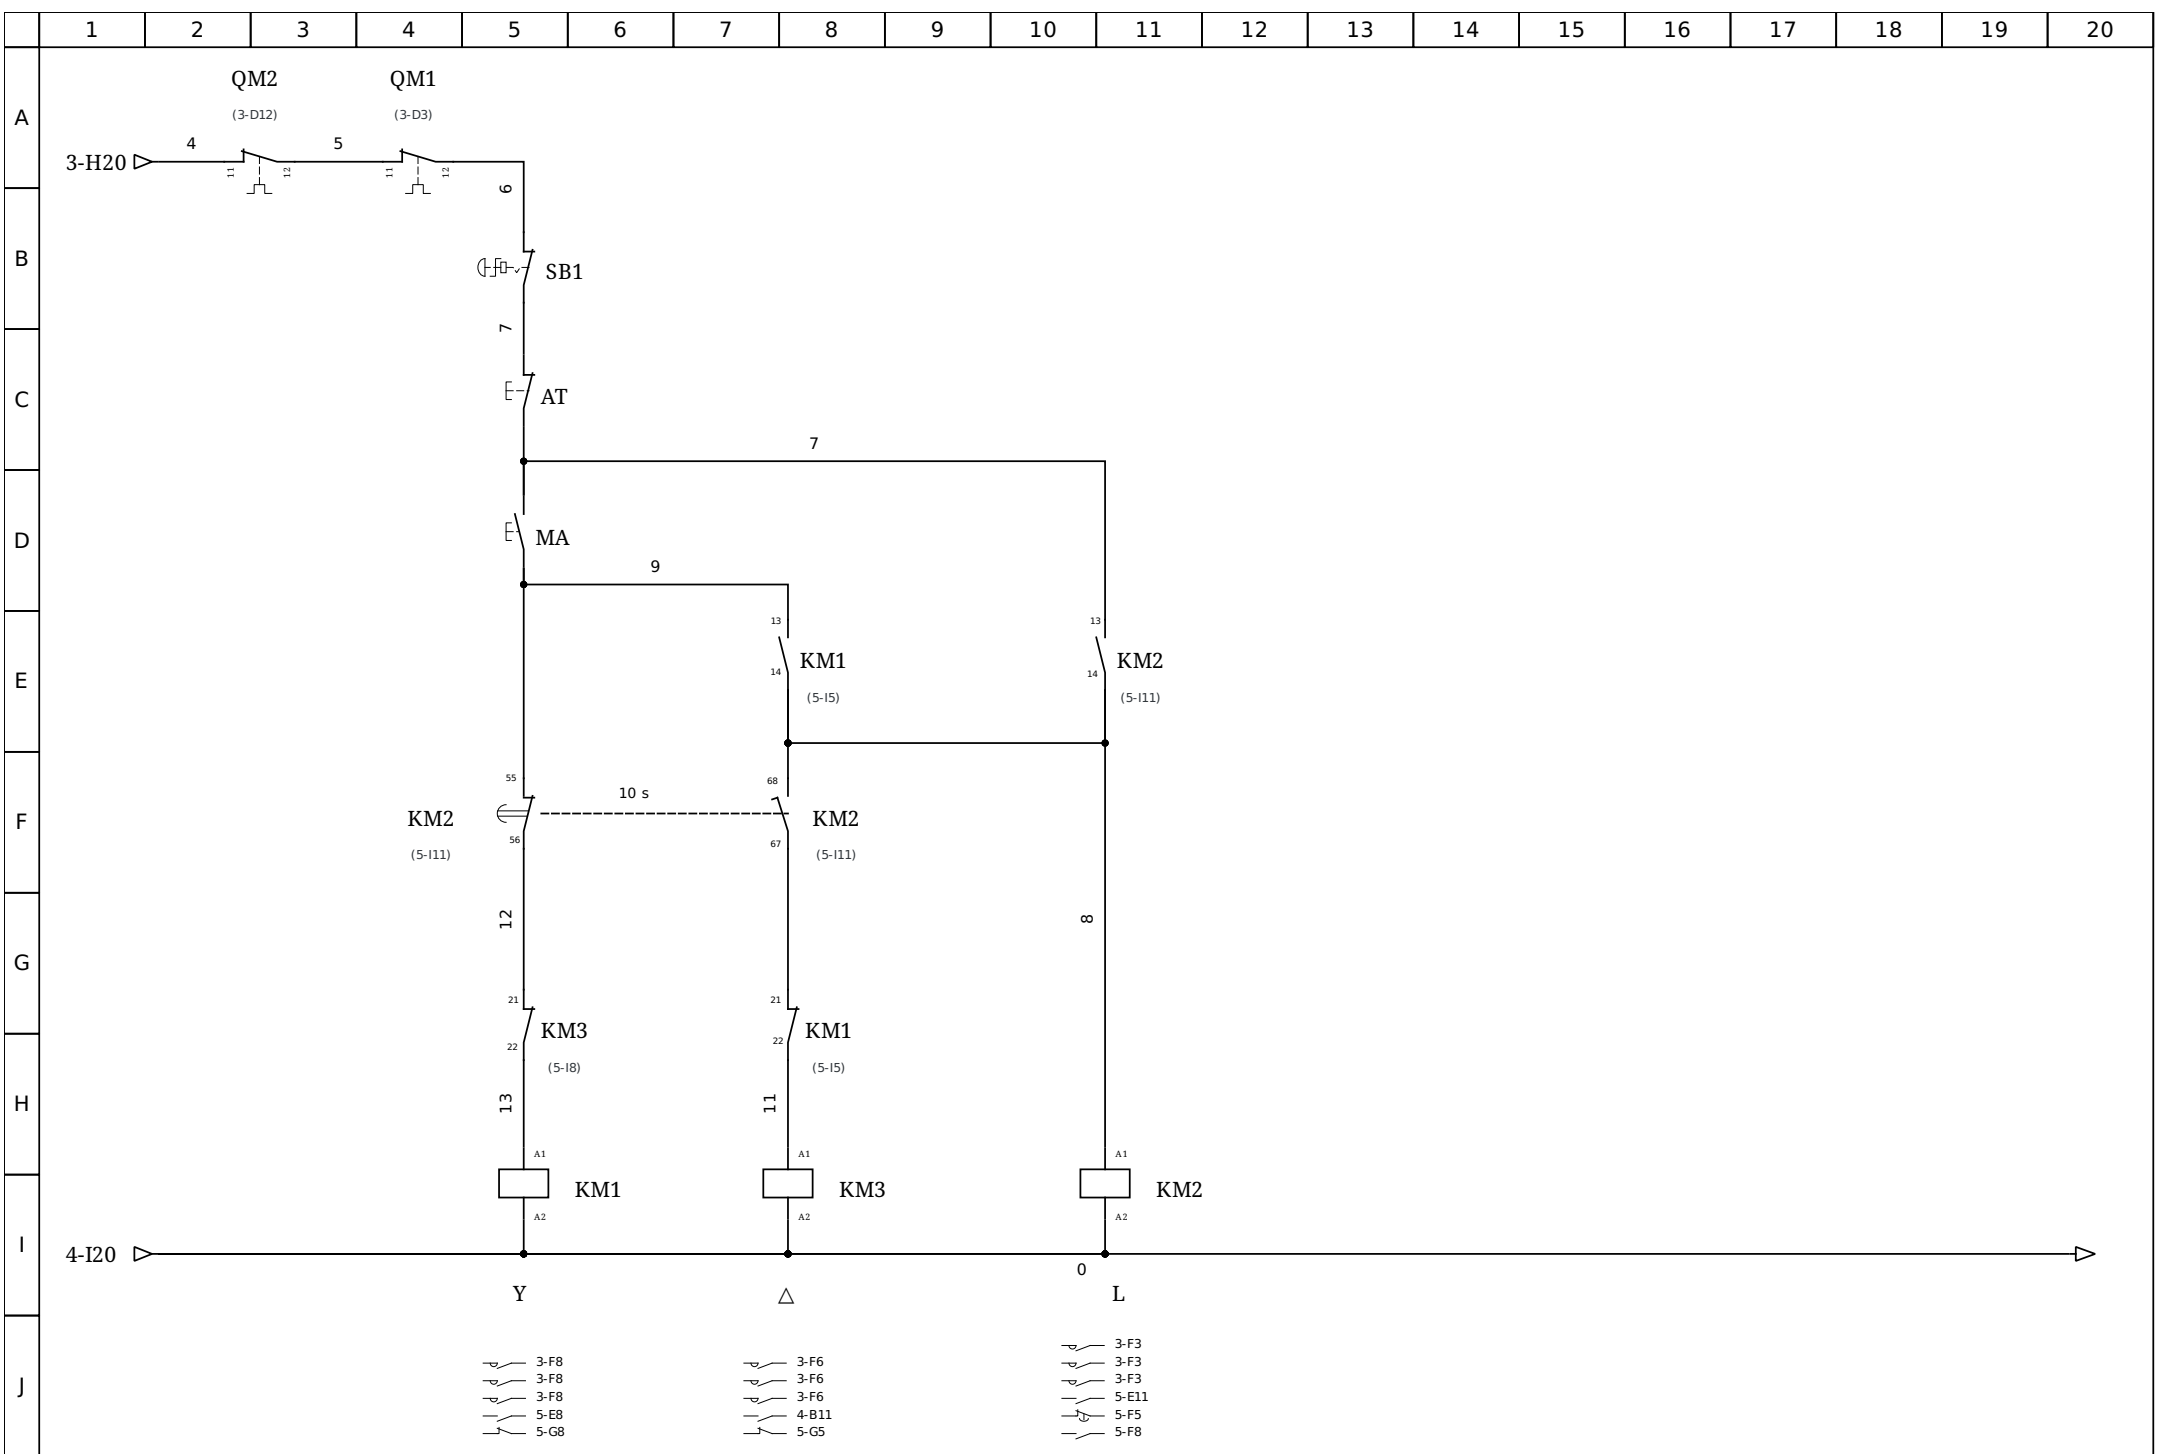 1 2 3 4 5 6 7 8 9 10 11 12 13 14 15 16 17 18 19 20
A
B
C
D
E
F
G
H
I
J
QM2 QM1
(3-D12) (3-D3)
4 5
3-H20
11 12 11 12
6
SB1
7
AT
7
MA
9
13 13
KM1 KM2
14 14
(5-I5) (5-I11)
55 68
10 s
KM2 KM2
56 67
(5-I11) (5-I11)
12 8
21 21
KM3 KM1
22 22
(5-I8) (5-I5)
13 11
A1 A1 A1
KM1 KM3 KM2
A2 A2 A2
4-I20
0
Y △ L
3-F3
3-F8 3-F6 3-F3
3-F8 3-F6 3-F3
3-F8 3-F6 5-E11
5-E8 4-B11 5-F5
5-G8 5-G5 5-F8